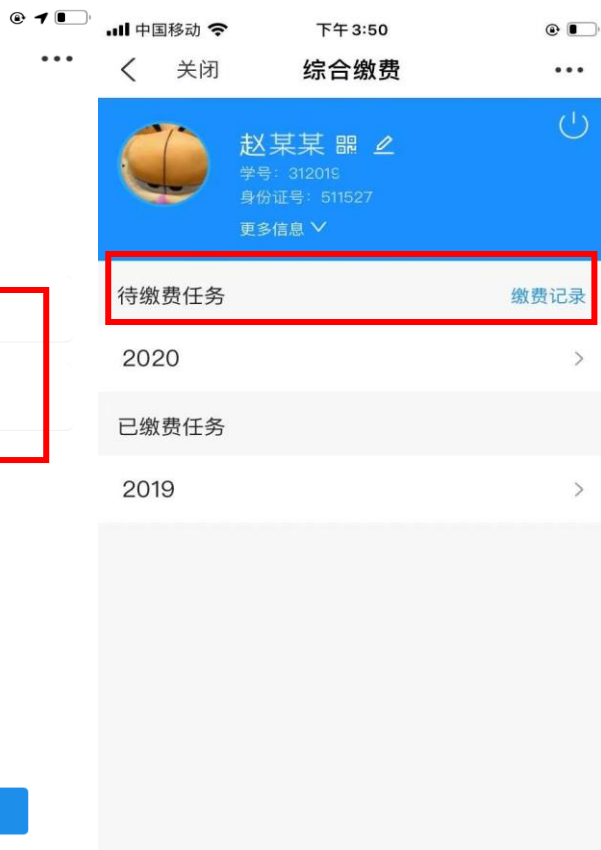 中国移动 下午3:50
关闭 综合缴费
赵某某
学号: 312019
身份证号: 511527
更多信息
待缴费任务 缴费记录
2020
已缴费任务
2019